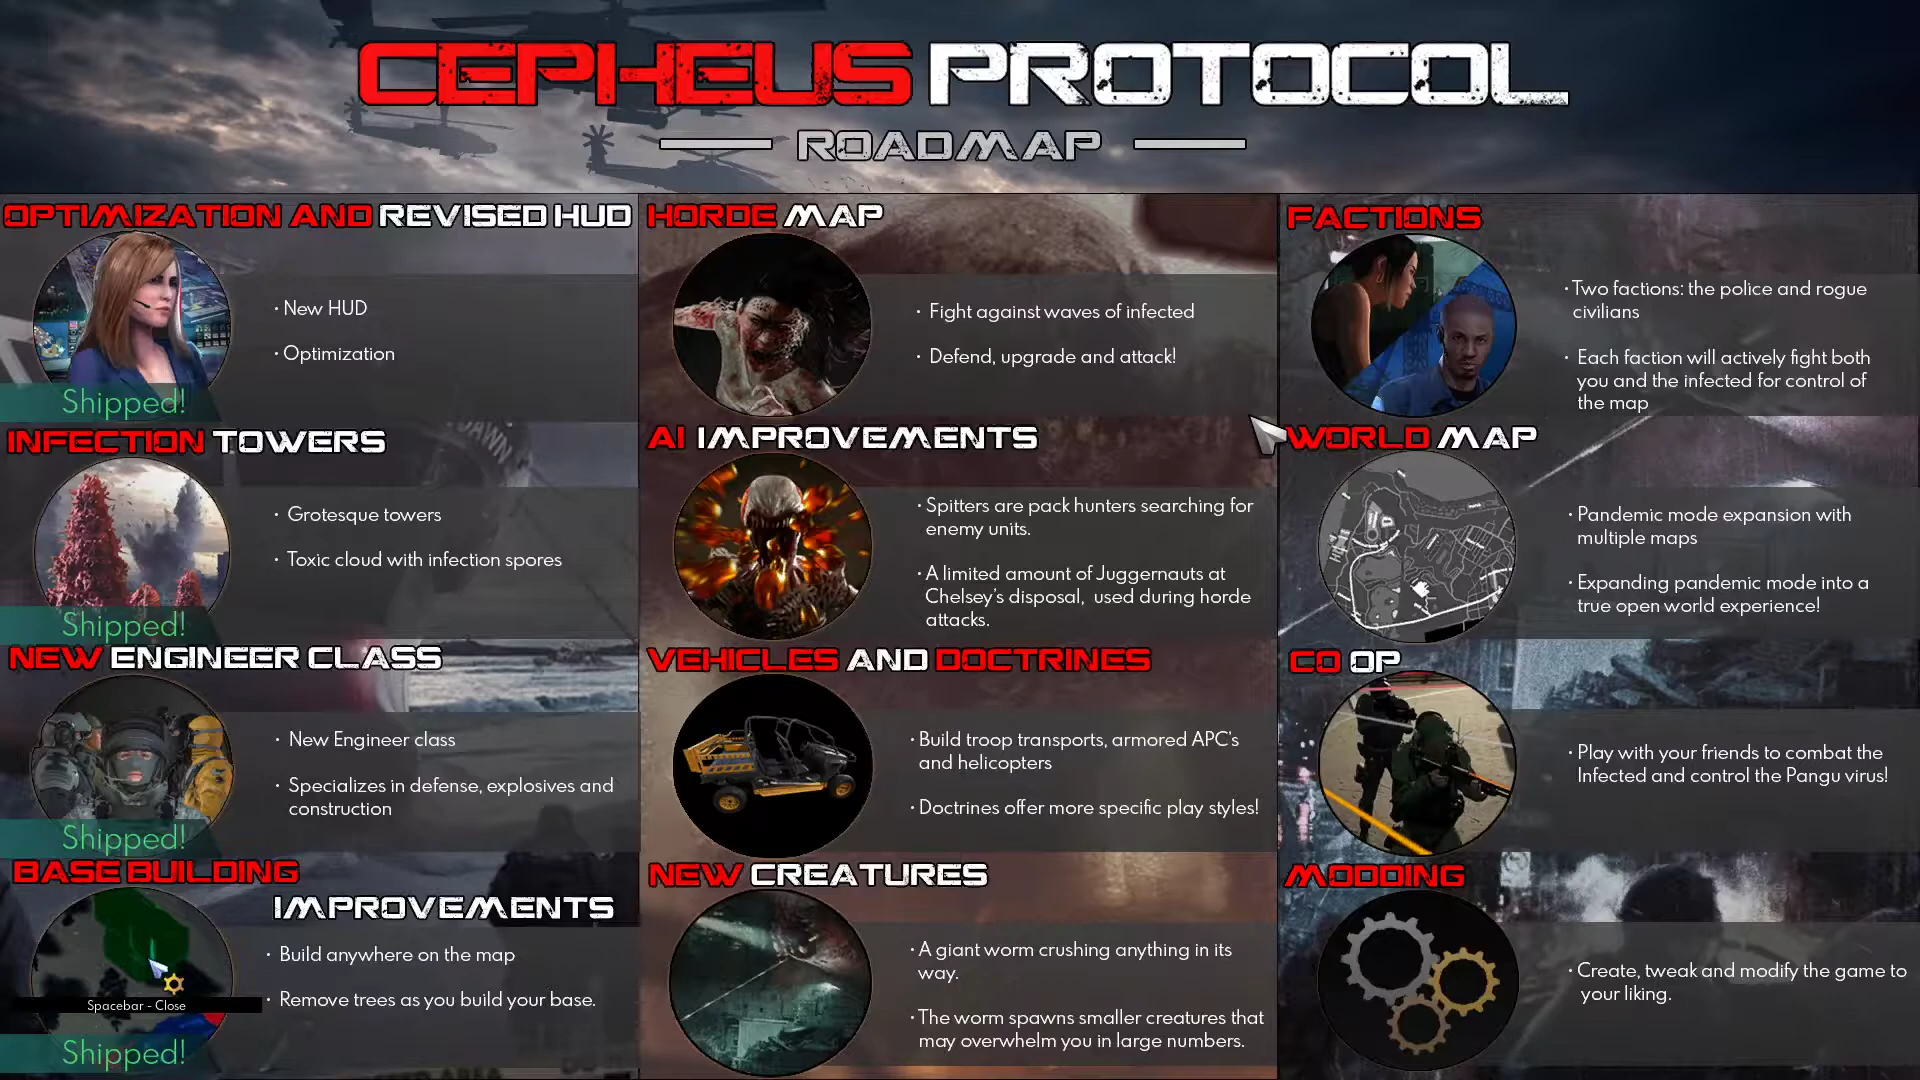 CEPHEUS PROTOCOL
ROADMAP
OPTIMIZATION AND REVISED HUD
· New HUD
· Optimization
Shipped!
INFECTION TOWERS
· Grotesque towers
· Toxic cloud with infection spores
Shipped!
NEW ENGINEER CLASS
· New Engineer class
· Specializes in defense, explosives and
construction
Shipped!
BASE BUILDING
IMPROVEMENTS
· Build anywhere on the map
· Remove trees as you build your base.
Spacebar - Close
Shipped!
HORDE MAP
· Fight against waves of infected
· Defend, upgrade and attack!
AI IMPROVEMENTS
· Spitters are pack hunters searching for
enemy units.
· A limited amount of Juggernauts at
Chelsey's disposal, used during horde
attacks.
VEHICLES AND DOCTRINES
· Build troop transports, armored APC's
and helicopters
· Doctrines offer more specific play styles!
NEW CREATURES
· A giant worm crushing anything in its
way.
· The worm spawns smaller creatures that
may overwhelm you in large numbers.
FACTIONS
· Two factions: the police and rogue
civilians
· Each faction will actively fight both
you and the infected for control of
the map
WORLD MAP
· Pandemic mode expansion with
multiple maps
· Expanding pandemic mode into a
true open world experience!
CO OP
· Play with your friends to combat the
Infected and control the Pangu virus!
MODDING
· Create, tweak and modify the game to
your liking.